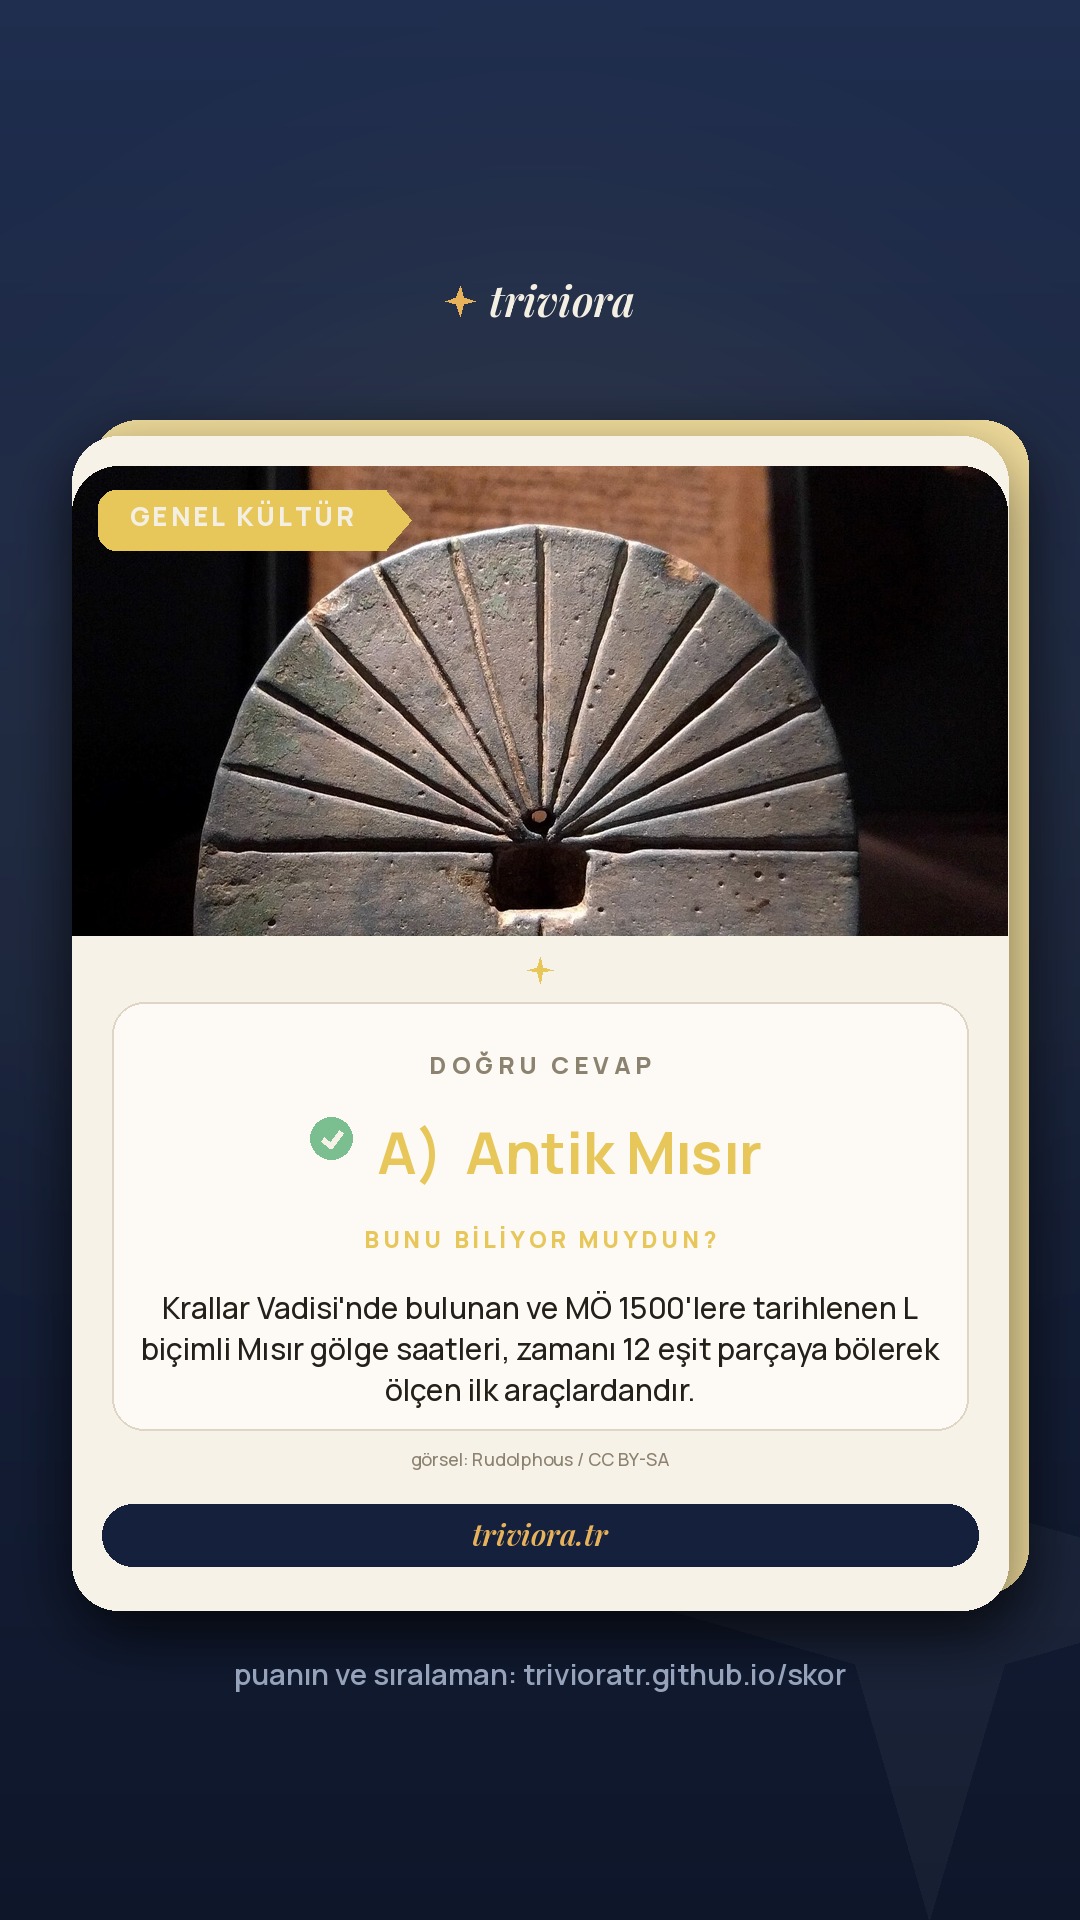 triviora
GENEL KÜLTÜR
DOĞRU CEVAP
A) Antik Mısır
BUNU BİLİYOR MUYDUN?
Krallar Vadisi'nde bulunan ve MÖ 1500'lere tarihlenen L
biçimli Mısır gölge saatleri, zamanı 12 eşit parçaya bölerek
ölçen ilk araçlardandır.
görsel: Rudolphous / CC BY-SA
triviora.tr
puanın ve sıralaman: trivioratr.github.io/skor